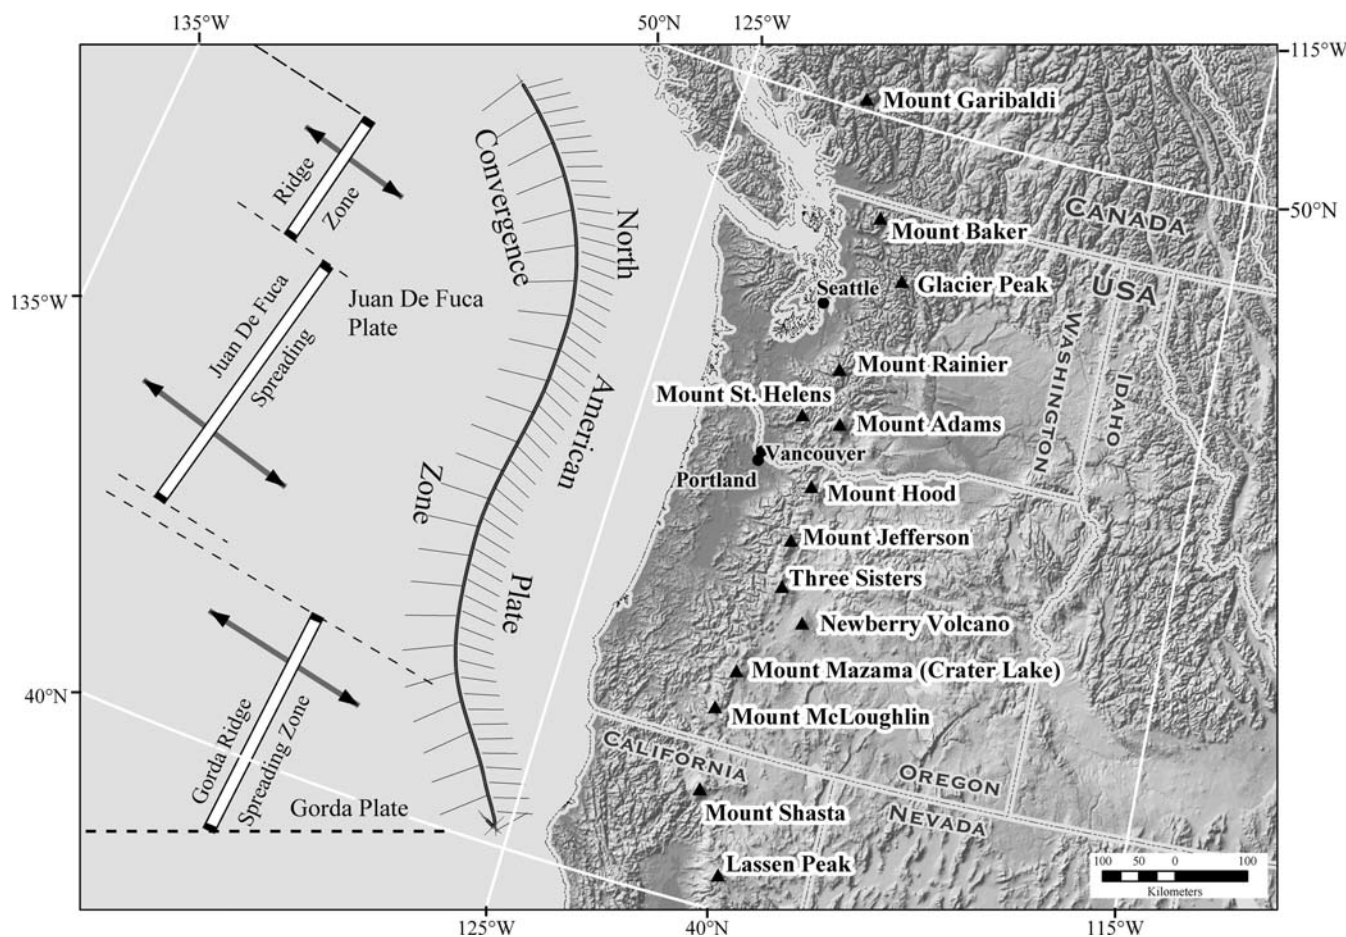 135°W
50°N
125°W
115°W
Mount Garibaldi
CANADA
50°N
Ridge
Zone
Convergence
North
Mount Baker
USA
Seattle
Glacier Peak
135°W
Juan De Fuca
Spreading
Juan De Fuca
Plate
WASHINGTON
IDAHO
Mount Rainier
Mount St. Helens
American
Mount Adams
Vancouver
Portland
Zone
Mount Hood
Mount Jefferson
Plate
Three Sisters
Newberry Volcano
Mount Mazama (Crater Lake)
40°N
Mount McLoughlin
Gorda Ridge
Spreading Zone
CALIFORNIA
OREGON
NEVADA
Gorda Plate
Mount Shasta
Lassen Peak
100 50 0 100
Kilometers
125°W
40°N
115°W